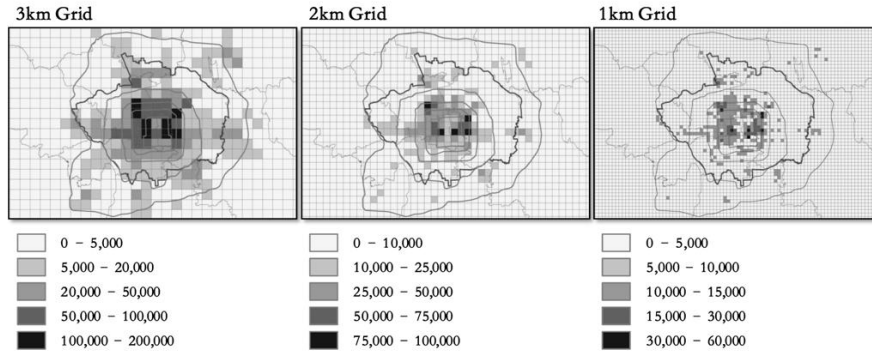 3km Grid
2km Grid
1km Grid
0 – 5,000
5,000 – 20,000
20,000 – 50,000
50,000 – 100,000
100,000 – 200,000
0 – 10,000
10,000 – 25,000
25,000 – 50,000
50,000 – 75,000
75,000 – 100,000
0 – 5,000
5,000 – 10,000
10,000 – 15,000
15,000 – 30,000
30,000 – 60,000